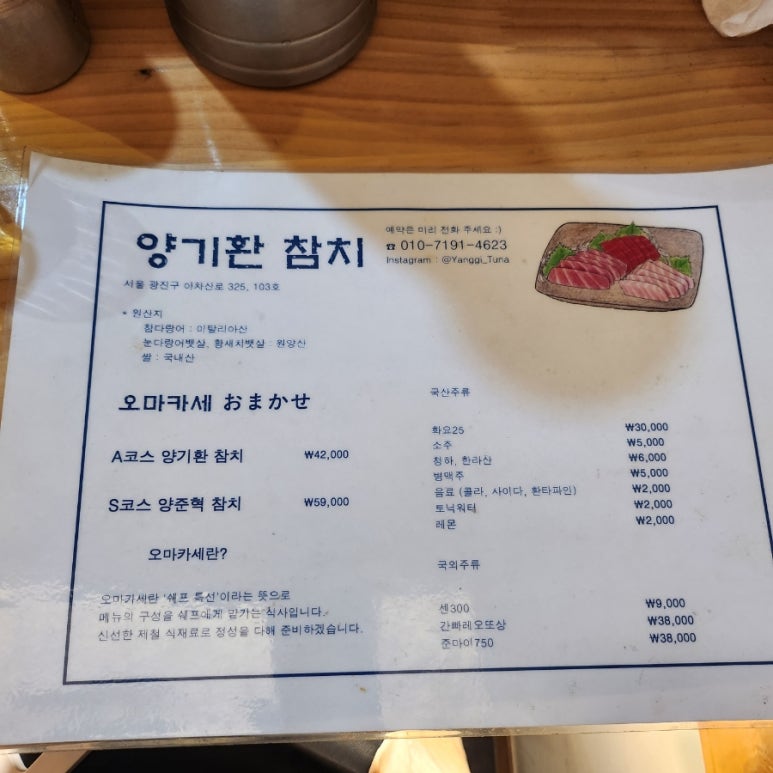 양기환 참치
예약은 미리 전화 주세요 :)
☎ 010-7191-4623
Instagram : @Yanggi_Tuna
서울 광진구 아차산로 325, 103호
* 원산지
참다랑어 : 이탈리아산
눈다랑어뱃살, 황새치뱃살 : 원양산
쌀 : 국내산
오마카세 おまかせ
A코스 양기환 참치 ₩42,000
S코스 양준혁 참치 ₩59,000
오마카세란?
오마카세란 '쉐프 특선'이라는 뜻으로
메뉴의 구성을 쉐프에게 맡기는 식사입니다.
신선한 제철 식재료로 정성을 다해 준비하겠습니다.
국산주류
화요25 ₩30,000
소주 ₩5,000
청하, 한라산 ₩6,000
병맥주 ₩5,000
음료 (콜라, 사이다, 환타파인) ₩2,000
토닉워터 ₩2,000
레몬 ₩2,000
국외주류
센300 ₩9,000
간빠레오또상 ₩38,000
준마이750 ₩38,000